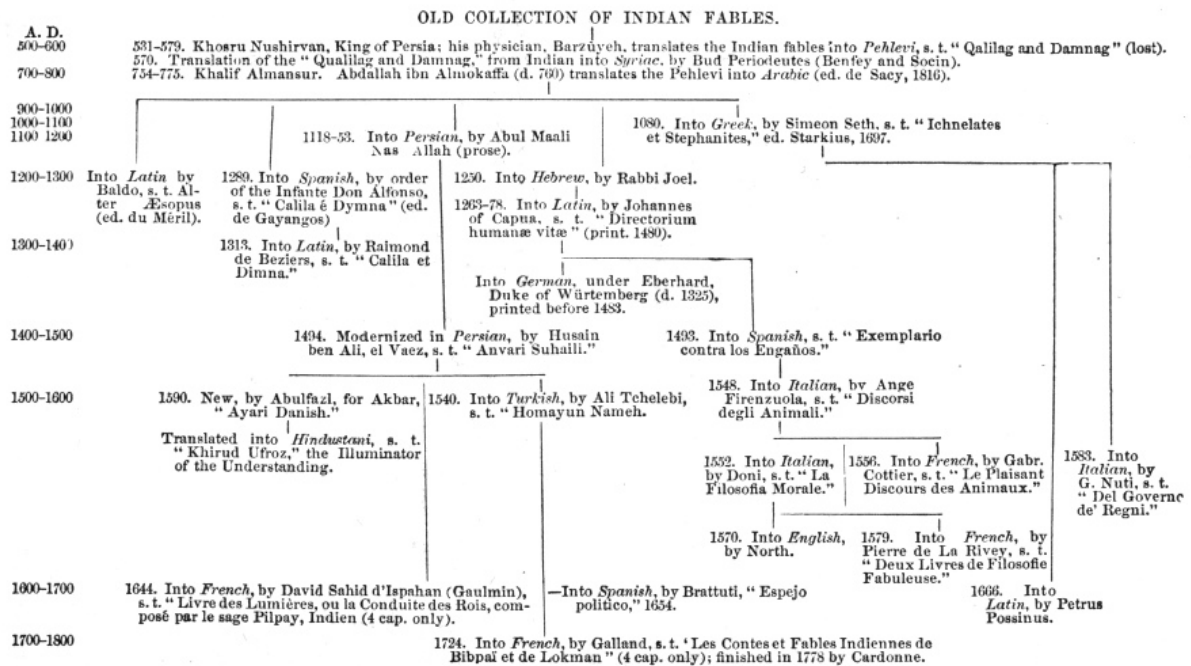 OLD COLLECTION OF INDIAN FABLES.
A. D.
500-600
531-579. Khosru Nushirvan, King of Persia; his physician, Barzûyeh, translates the Indian fables into Pehlevi, s. t. “ Qalilag and Damnag” (lost).
570. Translation of the “ Qualilag and Damnag,” from Indian into Syriac, by Bud Periodeutes (Benfey and Socin).
700-800
754-775. Khalif Almansur. Abdallah ibn Almokaffa (d. 760) translates the Pehlevi into Arabic (ed. de Sacy, 1816).
900-1000
1000-1100
1100 1200
1118-53. Into Persian, by Abul Maali
Nas Allah (prose).
1080. Into Greek, by Simeon Seth, s. t. “ Ichnelates
et Stephanites,” ed. Starkius, 1697.
1200-1300
Into Latin by
Baldo, s. t. Al-
ter Æsopus
(ed. du Méril).
1289. Into Spanish, by order
of the Infante Don Alfonso,
s. t. “ Calila é Dymna” (ed.
de Gayangos)
1250. Into Hebrew, by Rabbi Joel.
1263-78. Into Latin, by Johannes
of Capua, s. t. “ Directorium
humanæ vitæ ” (print. 1480).
1300-1400
1313. Into Latin, by Raimond
de Beziers, s. t. “ Calila et
Dimna.”
Into German, under Eberhard,
Duke of Würtemberg (d. 1325),
printed before 1483.
1400-1500
1494. Modernized in Persian, by Husain
ben Ali, el Vaez, s. t. “ Anvari Suhaili.”
1493. Into Spanish, s. t. “ Exemplario
contra los Engaños.”
1548. Into Italian, by Ange
Firenzuola, s. t. “ Discorsi
degli Animali.”
1500-1600
1590. New, by Abulfazl, for Akbar,
“ Ayari Danish.”
Translated into Hindustani, s. t.
“ Khirud Ufroz,” the Illuminator
of the Understanding.
1540. Into Turkish, by Ali Tchelebi,
s. t. “ Homayun Nameh.
1552. Into Italian,
by Doni, s. t. “ La
Filosofia Morale.”
1556. Into French, by Gabr.
Cottier, s. t. “ Le Plaisant
Discours des Animaux.”
1583. Into
Italian, by
G. Nuti, s. t.
“ Del Governo
de' Regni.”
1570. Into English,
by North.
1579. Into French, by
Pierre de La Rivey, s. t.
“ Deux Livres de Filosofie
Fabuleuse.”
1600-1700
1644. Into French, by David Sahid d'Ispahan (Gaulmin),
s. t. “ Livre des Lumières, ou la Conduite des Rois, com-
posé par le sage Pilpay, Indien (4 cap. only).
—Into Spanish, by Brattuti, “ Espejo
politico,” 1654.
1666. Into
Latin, by Petrus
Possinus.
1700-1800
1724. Into French, by Galland, s. t. ‘ Les Contes et Fables Indiennes de
Bibpaï et de Lokman ” (4 cap. only); finished in 1778 by Cardonne.